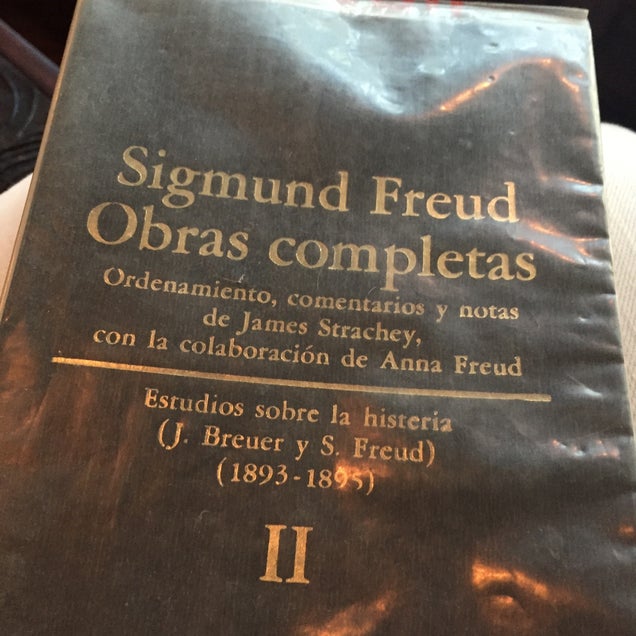 Sigmund Freud
Obras completas
Ordenamiento, comentarios y notas
de James Strachey,
con la colaboración de Anna Freud
Estudios sobre la histeria
(J. Breuer y S. Freud)
(1893-1895)
II